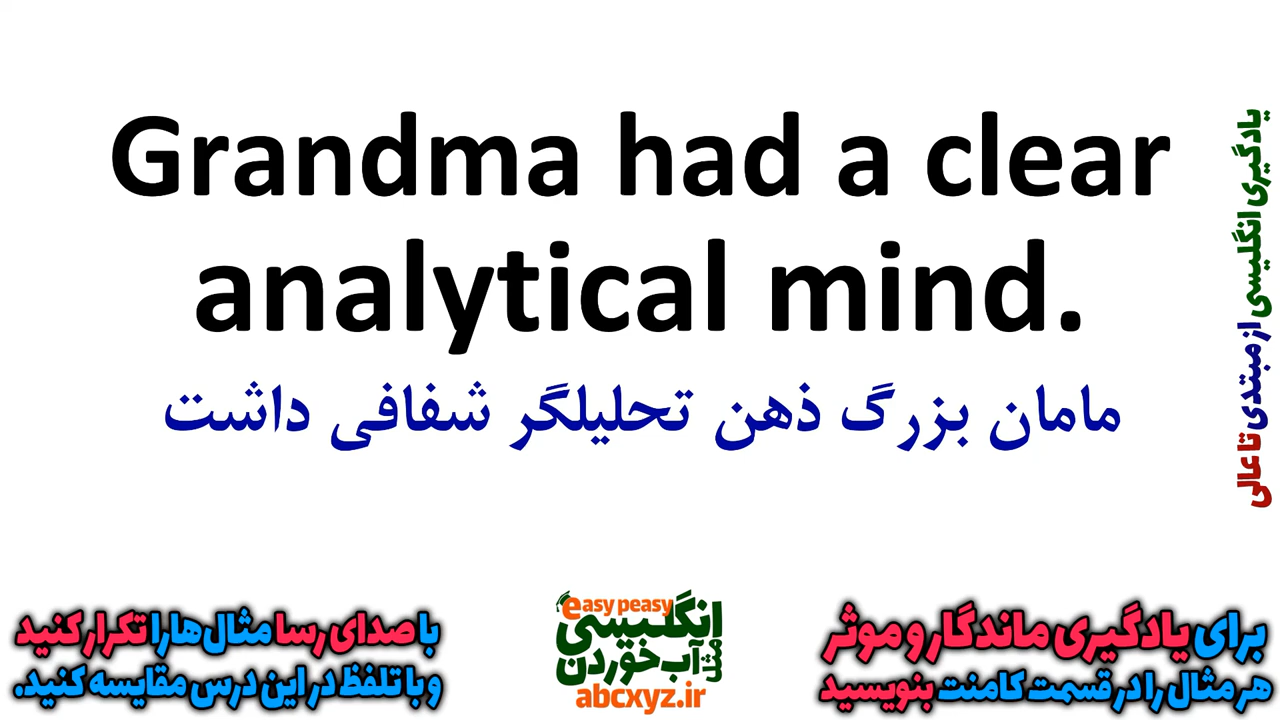 Grandma had a clear
analytical mind.
مامان بزرگ ذهن تحلیلگر شفافی داشت
یادگیری انگلیسی از مبتدی تا عالی
برای یادگیری ماندگار و موثر
هر مثال را در قسمت کامنت بنویسید
easy peasy
انگلیسی
مثل آب خوردن
abcxyz.ir
با صدای رسا مثال‌ها را تکرار کنید
و با تلفظ در این درس مقایسه کنید.